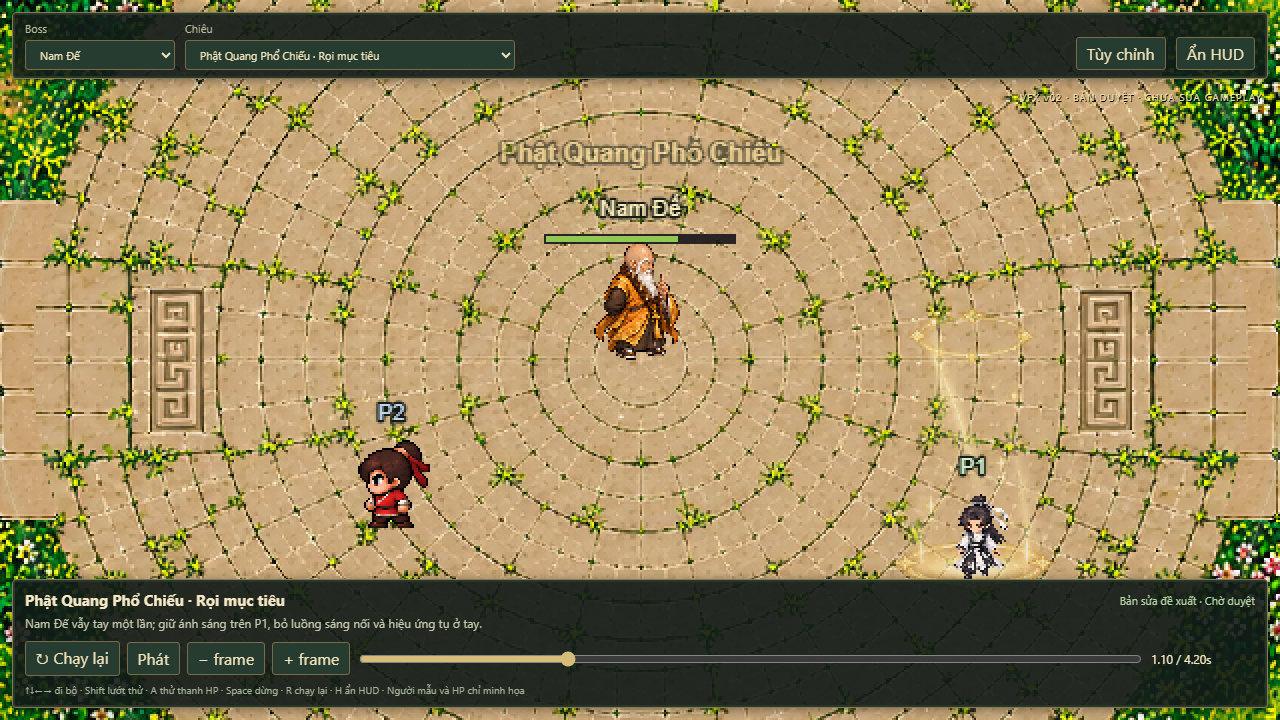 Boss
Chiêu
Nam Đế
Phật Quang Phổ Chiếu · Rọi mục tiêu
Tùy chỉnh
Ẩn HUD
VFX V02 · BẢN DUYỆT · CHƯA SỬA GAMEPLAY
Phật Quang Phổ Chiếu
Nam Đế
P2
P1
Phật Quang Phổ Chiếu · Rọi mục tiêu
Bản sửa đề xuất · Chờ duyệt
Nam Đế vẫy tay một lần; giữ ánh sáng trên P1, bỏ luồng sáng nối và hiệu ứng tụ ở tay.
↻ Chạy lại
Phát
− frame
+ frame
1.10 / 4.20s
↑↓←→ đi bộ · Shift lướt thử · A thử thanh HP · Space dừng · R chạy lại · H ẩn HUD · Người mẫu và HP chỉ minh họa